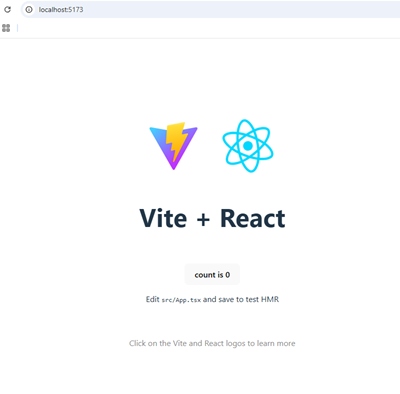 localhost:5173
Vite + React
count is 0
Edit src/App.tsx and save to test HMR
Click on the Vite and React logos to learn more